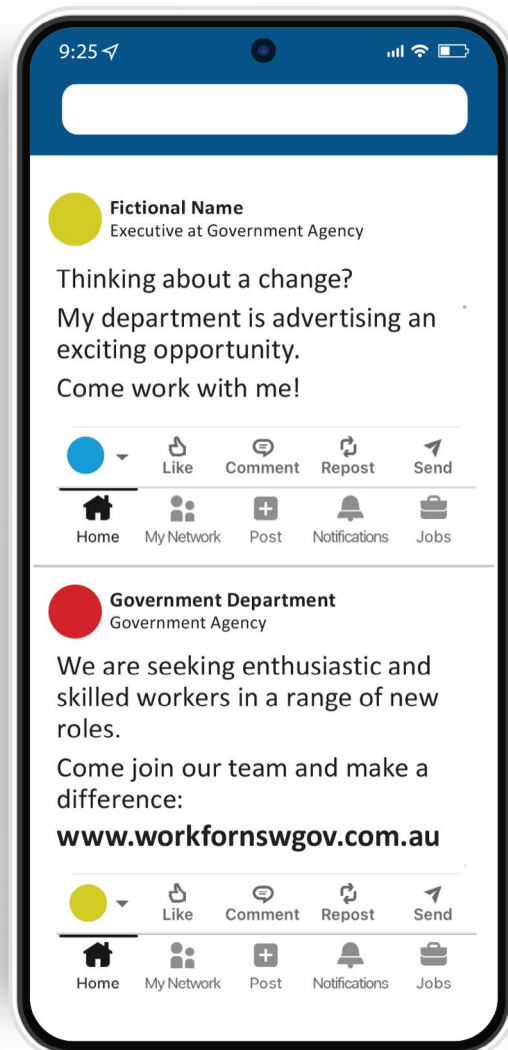 9:25
Fictional Name
Executive at Government Agency
Thinking about a change?
My department is advertising an
exciting opportunity.
Come work with me!
Like Comment Repost Send
Home My Network Post Notifications Jobs
Government Department
Government Agency
We are seeking enthusiastic and
skilled workers in a range of new
roles.
Come join our team and make a
difference:
www.workfornswgov.com.au
Like Comment Repost Send
Home My Network Post Notifications Jobs